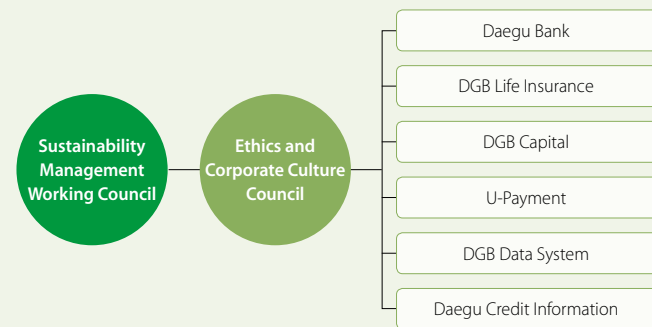 Sustainability
Management
Working Council
Ethics and
Corporate Culture
Council
Daegu Bank
DGB Life Insurance
DGB Capital
U-Payment
DGB Data System
Daegu Credit Information